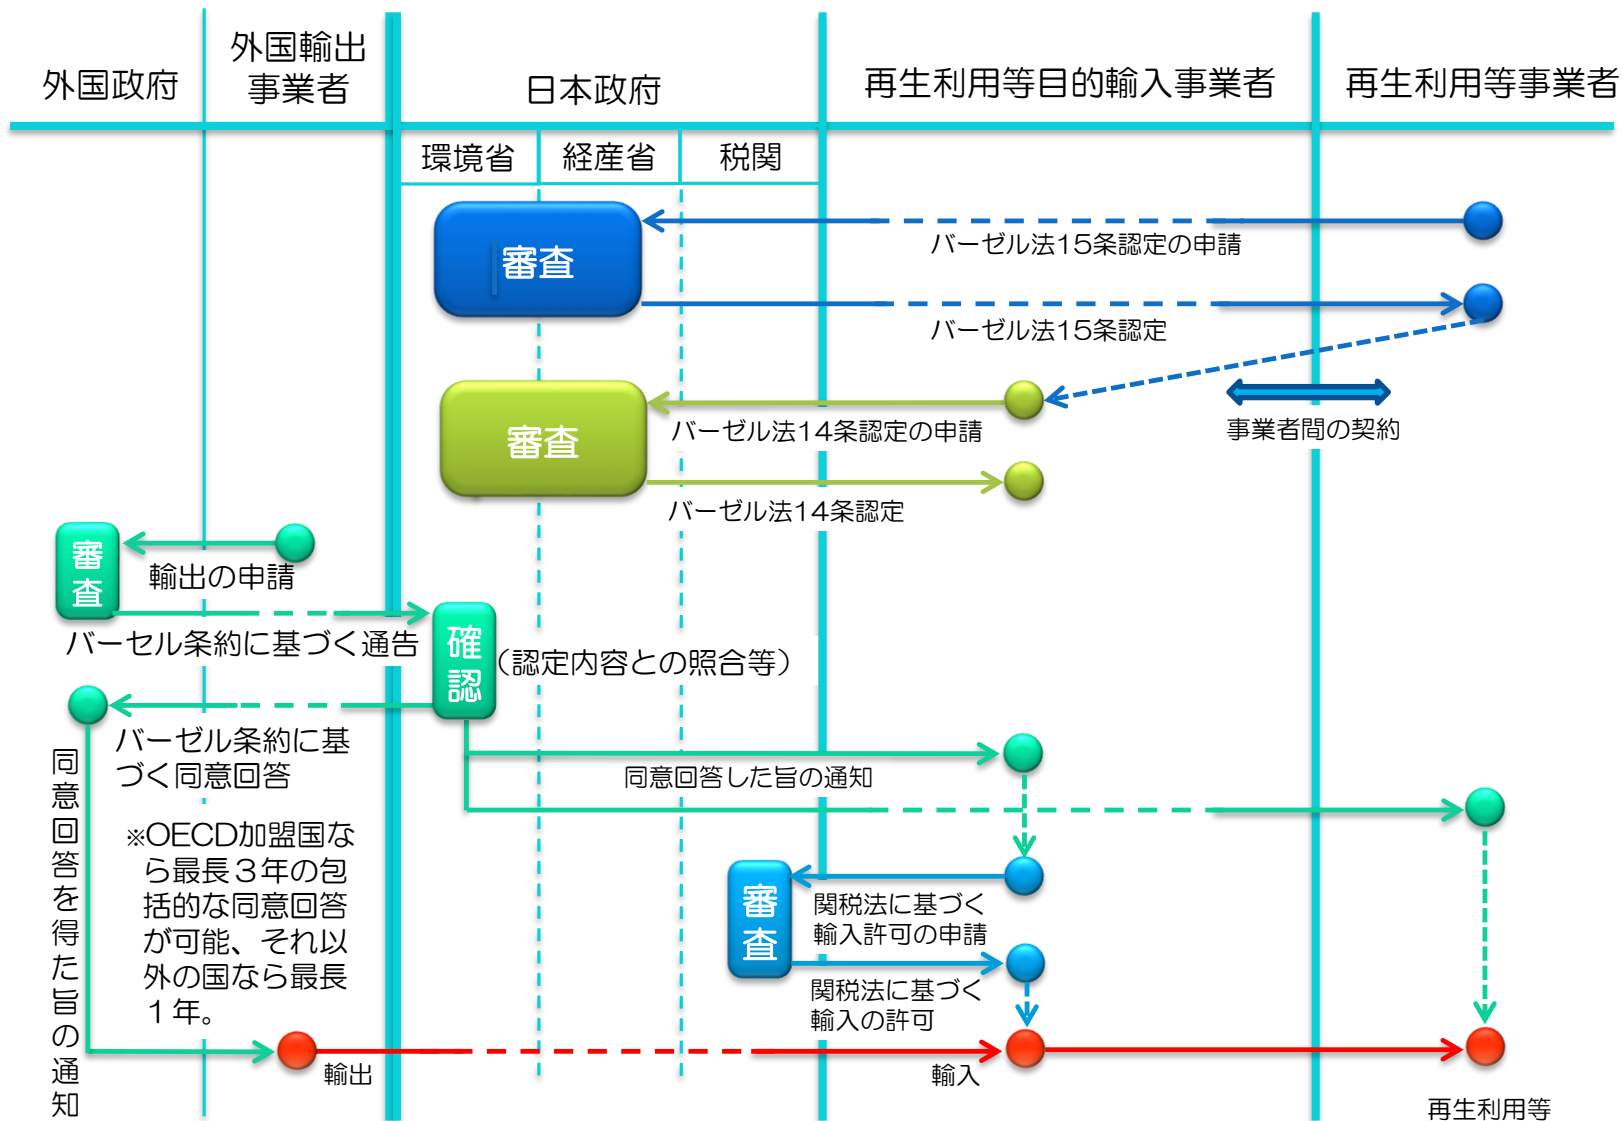 外国政府
外国輸出
事業者
日本政府
再生利用等目的輸入事業者
再生利用等事業者
環境省
経産省
税関
審査
バーゼル法15条認定の申請
バーゼル法15条認定
審査
バーゼル法14条認定の申請
事業者間の契約
バーゼル法14条認定
審査
輸出の申請
バーセル条約に基づく通告
確認
（認定内容との照合等）
バーゼル条約に基
づく同意回答
同意回答を得た旨の通知
同意回答した旨の通知
※OECD加盟国な
ら最長３年の包
括的な同意回答
が可能、それ以
外の国なら最長
１年。
審査
関税法に基づく
輸入許可の申請
関税法に基づく
輸入の許可
輸出
輸入
再生利用等